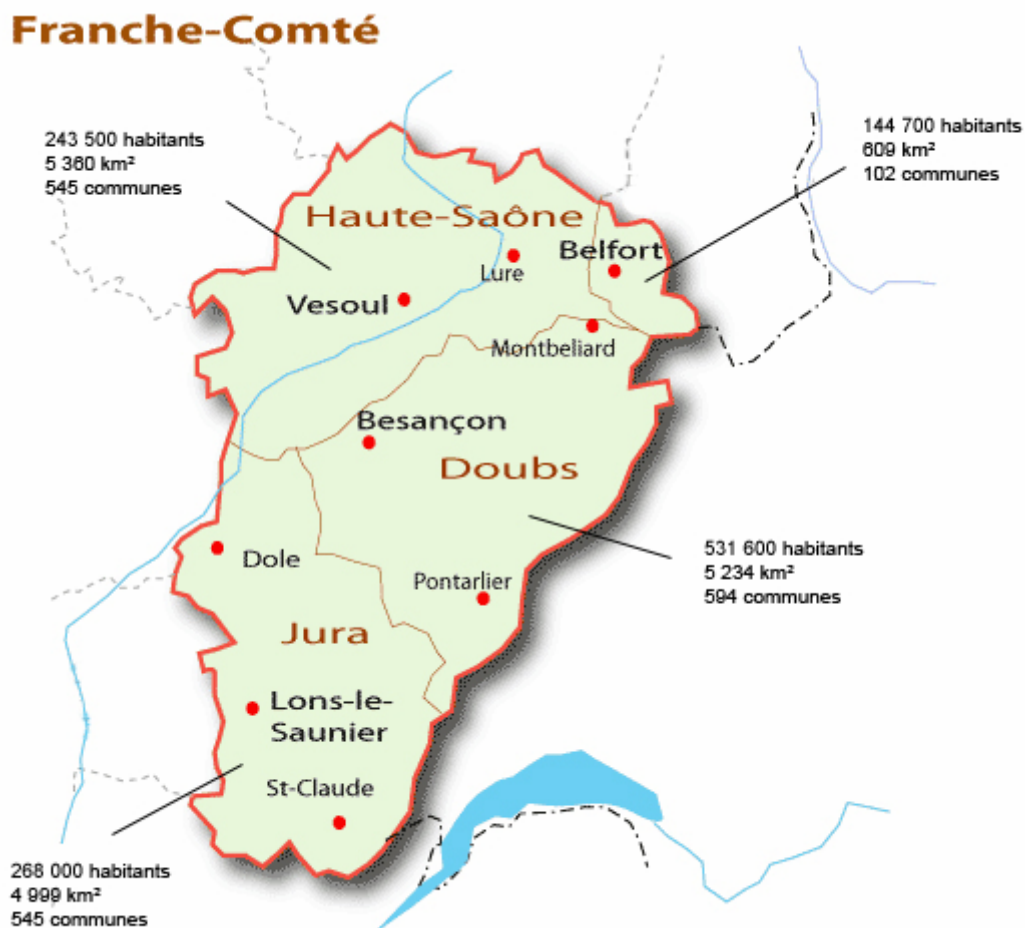 Franche-Comté
243 500 habitants
5 360 km²
545 communes
144 700 habitants
609 km²
102 communes
Haute-Saône
Belfort
Lure
Vesoul
Montbeliard
Besançon
Doubs
531 600 habitants
5 234 km²
594 communes
Dole
Pontarlier
Jura
Lons-le-
Saunier
St-Claude
268 000 habitants
4 999 km²
545 communes